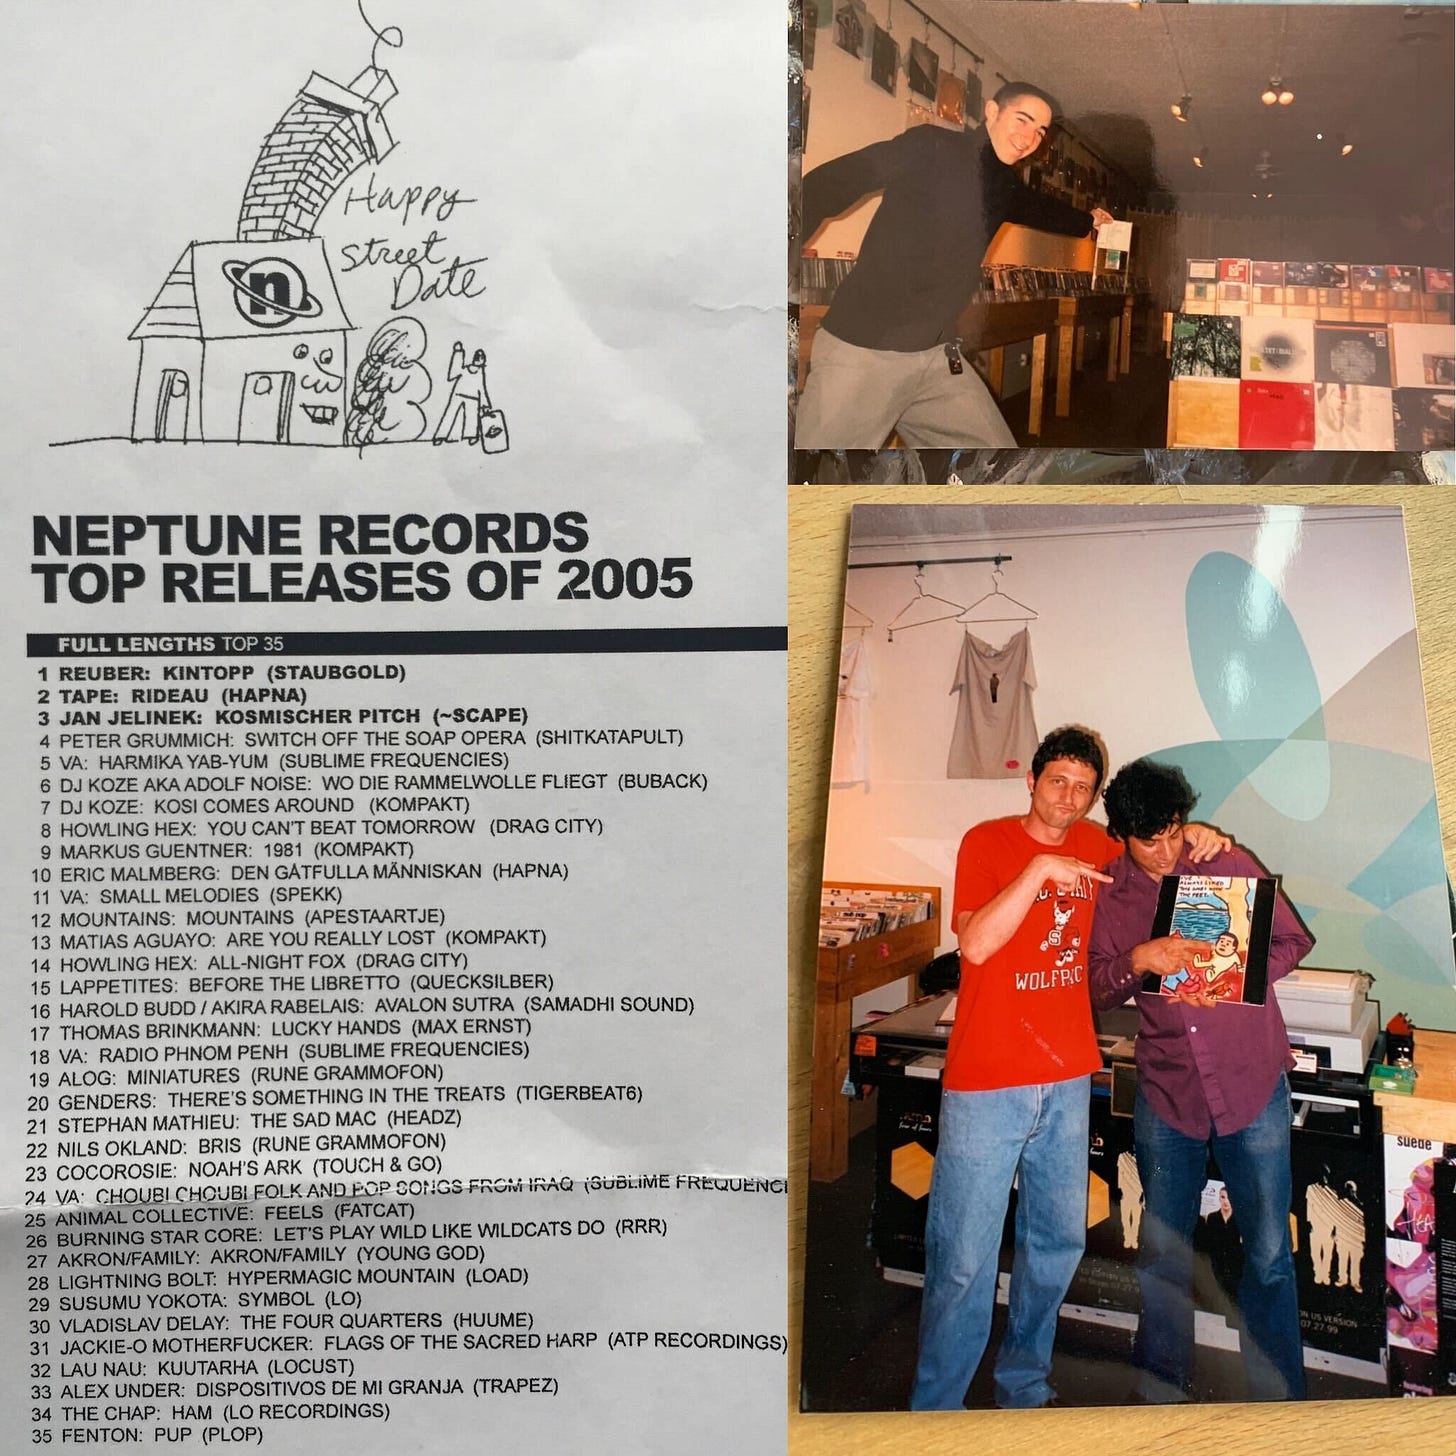 Happy
Street
Date
n
NEPTUNE RECORDS
TOP RELEASES OF 2005
FULL LENGTHS TOP 35
1 REUBER: KINTOPP (STAUBGOLD)
2 TAPE: RIDEAU (HAPNA)
3 JAN JELINEK: KOSMISCHER PITCH (~SCAPE)
4 PETER GRUMMICH: SWITCH OFF THE SOAP OPERA (SHITKATAPULT)
5 VA: HARMIKA YAB-YUM (SUBLIME FREQUENCIES)
6 DJ KOZE AKA ADOLF NOISE: WO DIE RAMMELWOLLE FLIEGT (BUBACK)
7 DJ KOZE: KOSI COMES AROUND (KOMPAKT)
8 HOWLING HEX: YOU CAN'T BEAT TOMORROW (DRAG CITY)
9 MARKUS GUENTNER: 1981 (KOMPAKT)
10 ERIC MALMBERG: DEN GÅTFULLA MÄNNISKAN (HAPNA)
11 VA: SMALL MELODIES (SPEKK)
12 MOUNTAINS: MOUNTAINS (APESTAARTJE)
13 MATIAS AGUAYO: ARE YOU REALLY LOST (KOMPAKT)
14 HOWLING HEX: ALL-NIGHT FOX (DRAG CITY)
15 LAPPETITES: BEFORE THE LIBRETTO (QUECKSILBER)
16 HAROLD BUDD / AKIRA RABELAIS: AVALON SUTRA (SAMADHI SOUND)
17 THOMAS BRINKMANN: LUCKY HANDS (MAX ERNST)
18 VA: RADIO PHNOM PENH (SUBLIME FREQUENCIES)
19 ALOG: MINIATURES (RUNE GRAMMOFON)
20 GENDERS: THERE'S SOMETHING IN THE TREATS (TIGERBEAT6)
21 STEPHAN MATHIEU: THE SAD MAC (HEADZ)
22 NILS OKLAND: BRIS (RUNE GRAMMOFON)
23 COCOROSIE: NOAH'S ARK (TOUCH & GO)
24 VA: CHOUBI CHOUBI FOLK AND POP SONGS FROM IRAQ (SUBLIME FREQUENCI
25 ANIMAL COLLECTIVE: FEELS (FATCAT)
26 BURNING STAR CORE: LET'S PLAY WILD LIKE WILDCATS DO (RRR)
27 AKRON/FAMILY: AKRON/FAMILY (YOUNG GOD)
28 LIGHTNING BOLT: HYPERMAGIC MOUNTAIN (LOAD)
29 SUSUMU YOKOTA: SYMBOL (LO)
30 VLADISLAV DELAY: THE FOUR QUARTERS (HUUME)
31 JACKIE-O MOTHERFUCKER: FLAGS OF THE SACRED HARP (ATP RECORDINGS)
32 LAU NAU: KUUTARHA (LOCUST)
33 ALEX UNDER: DISPOSITIVOS DE MI GRANJA (TRAPEZ)
34 THE CHAP: HAM (LO RECORDINGS)
35 FENTON: PUP (PLOP)
ALWAYS LIKED
THE FEET.
WOLFPAC
sub pop
suede
ON US VERSION
07.27.99